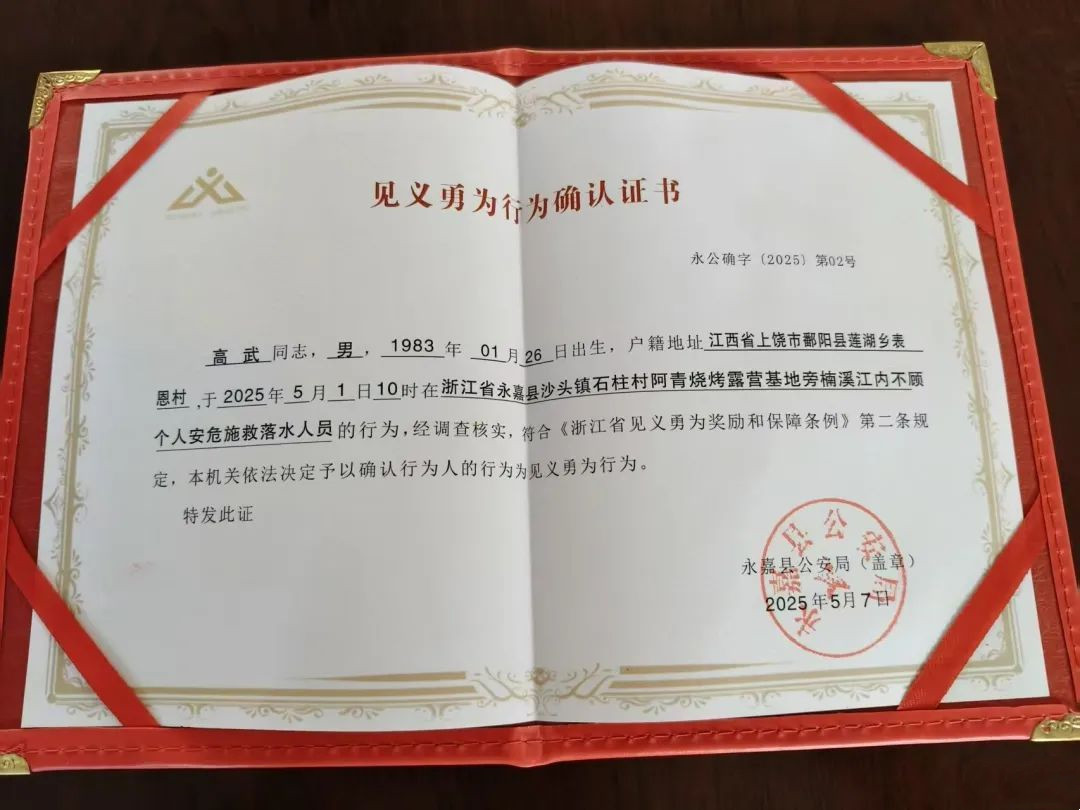 见义勇为行为确认证书
永公确字〔2025〕第02号
高武同志，男，1983年01月26日出生，户籍地址江西省上饶市鄱阳县莲湖乡表
恩村，于2025年5月1日10时在浙江省永嘉县沙头镇石柱村阿青烧烤露营基地旁楠溪江内不顾
个人安危施救落水人员的行为，经调查核实，符合《浙江省见义勇为奖励和保障条例》第二条规
定，本机关依法决定予以确认行为人的行为为见义勇为行为。
特发此证
永嘉县公安局（盖章）
2025年5月7日
永嘉县公安局